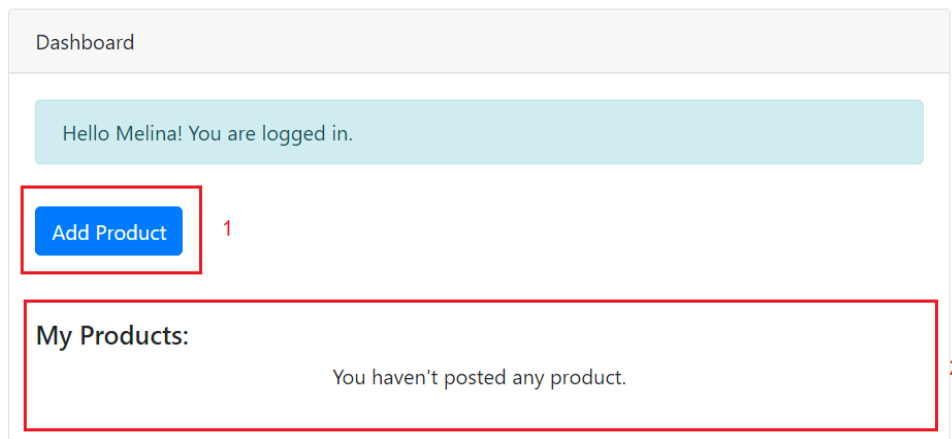 Dashboard
Hello Melina! You are logged in.
Add Product
1
My Products:
You haven't posted any product.